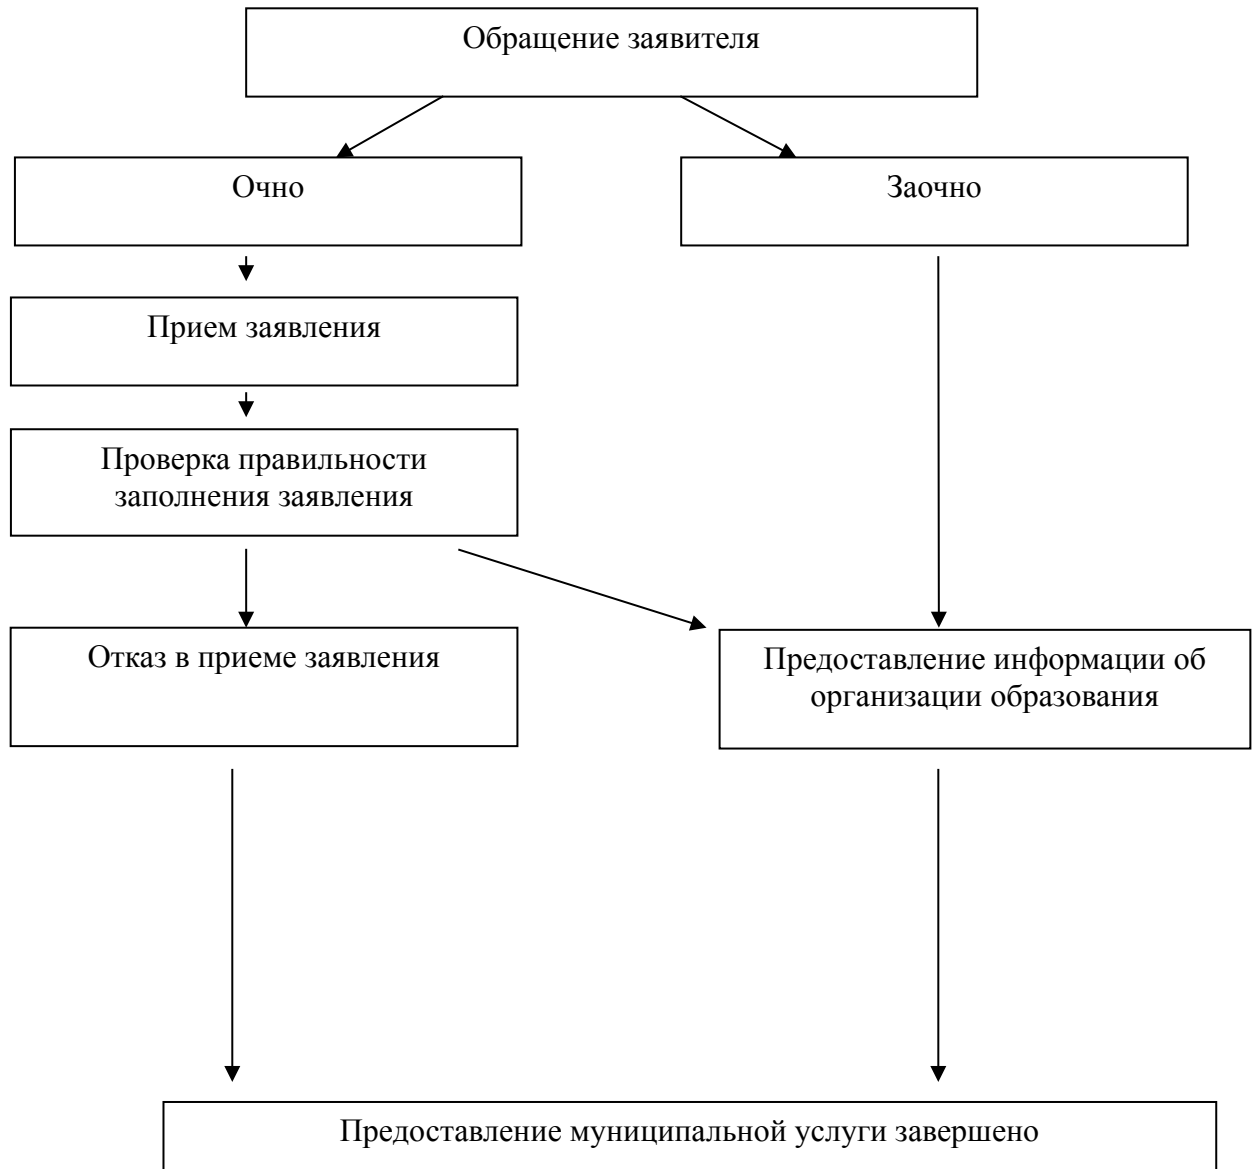 Обращение заявителя
Очно
Заочно
Прием заявления
Проверка правильности
заполнения заявления
Отказ в приеме заявления
Предоставление информации об
организации образования
Предоставление муниципальной услуги завершено